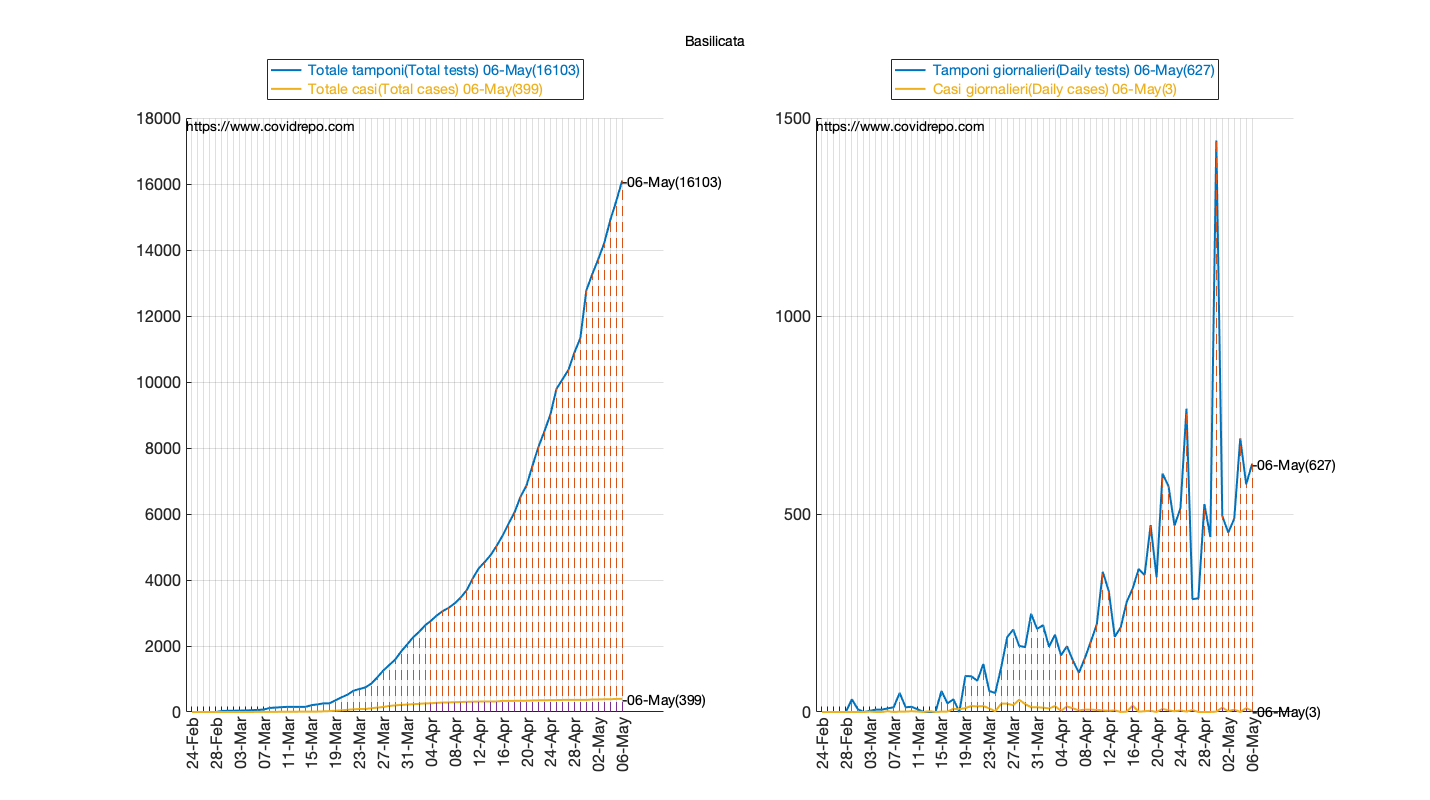 Basilicata
Totale tamponi(Total tests) 06-May(16103)
Totale casi(Total cases) 06-May(399)
18000
https://www.covidrepo.com
16000
06-May(16103)
14000
12000
10000
8000
6000
4000
2000
06-May(399)
0
24-Feb
28-Feb
03-Mar
07-Mar
11-Mar
15-Mar
19-Mar
23-Mar
27-Mar
31-Mar
04-Apr
08-Apr
12-Apr
16-Apr
20-Apr
24-Apr
28-Apr
02-May
06-May
Tamponi giornalieri(Daily tests) 06-May(627)
Casi giornalieri(Daily cases) 06-May(3)
1500
https://www.covidrepo.com
1000
06-May(627)
500
0
06-May(3)
24-Feb
28-Feb
03-Mar
07-Mar
11-Mar
15-Mar
19-Mar
23-Mar
27-Mar
31-Mar
04-Apr
08-Apr
12-Apr
16-Apr
20-Apr
24-Apr
28-Apr
02-May
06-May